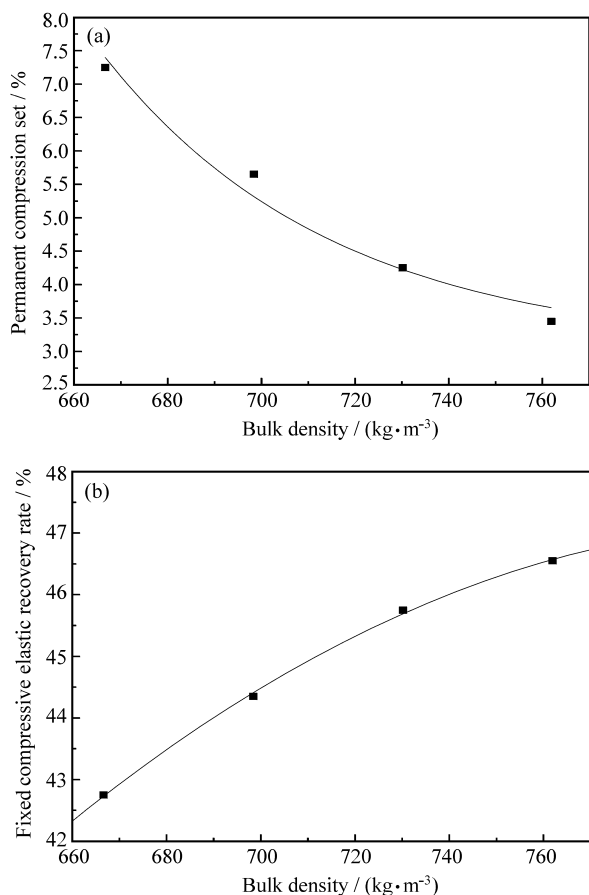 (a)
Permanent compression set / %
8.0
7.5
7.0
6.5
6.0
5.5
5.0
4.5
4.0
3.5
3.0
2.5
660 680 700 720 740 760
Bulk density / (kg·m⁻³)
(b)
Fixed compressive elastic recovery rate / %
48
47
46
45
44
43
42
660 680 700 720 740 760
Bulk density / (kg·m⁻³)